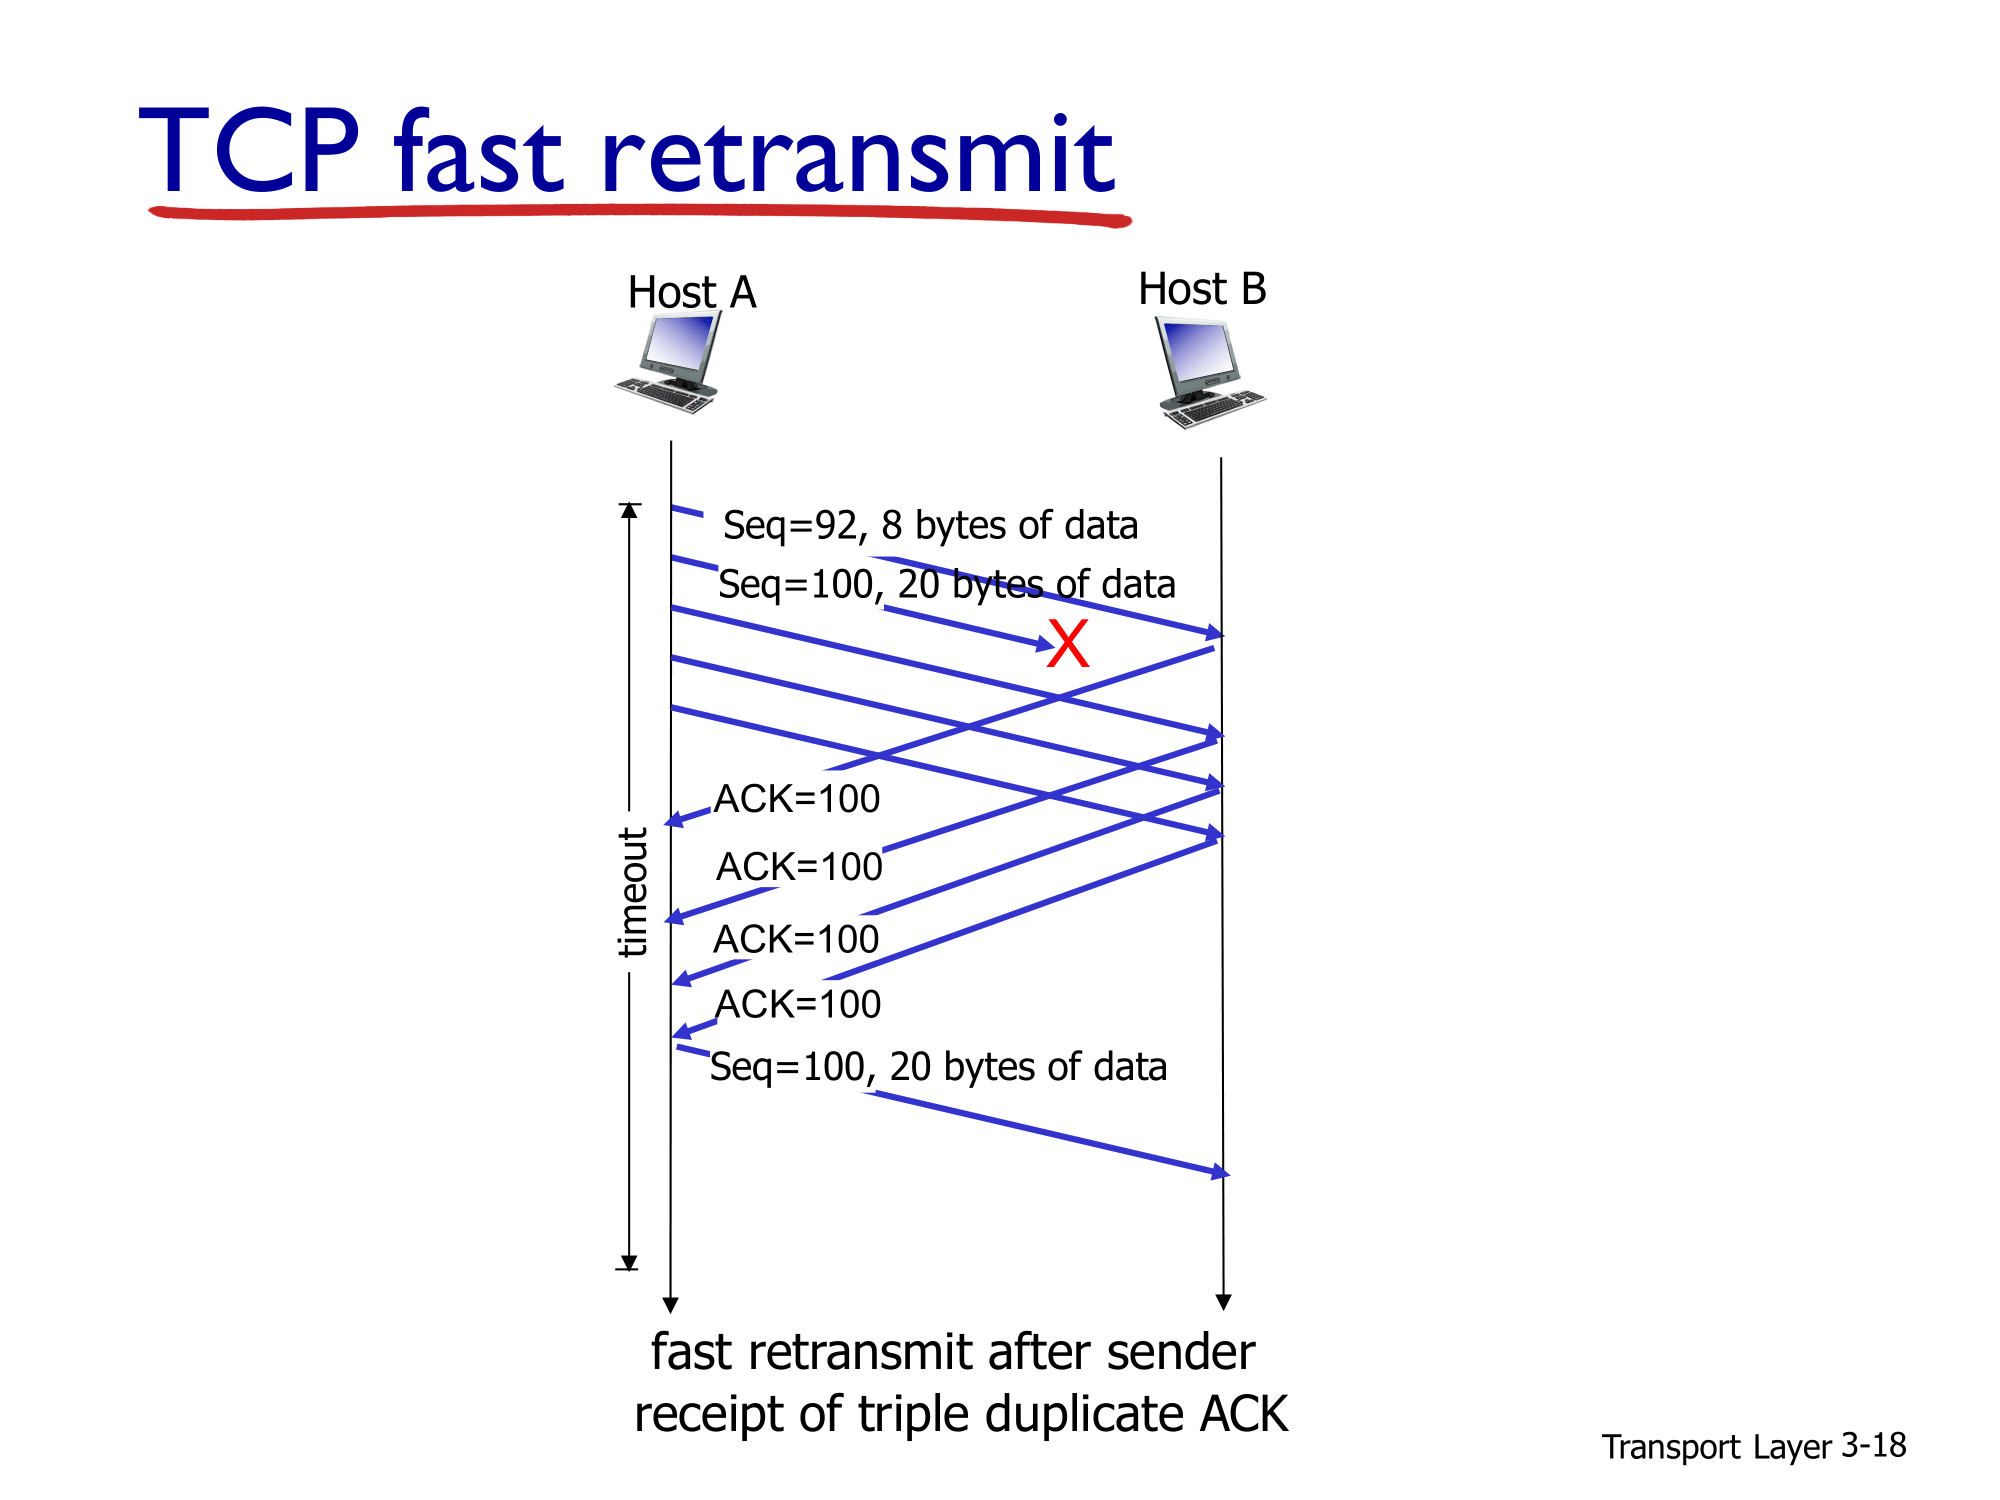 TCP fast retransmit
Host A
Host B
Seq=92, 8 bytes of data
Seq=100, 20 bytes of data
X
timeout
ACK=100
ACK=100
ACK=100
ACK=100
Seq=100, 20 bytes of data
fast retransmit after sender
receipt of triple duplicate ACK
Transport Layer 3-18